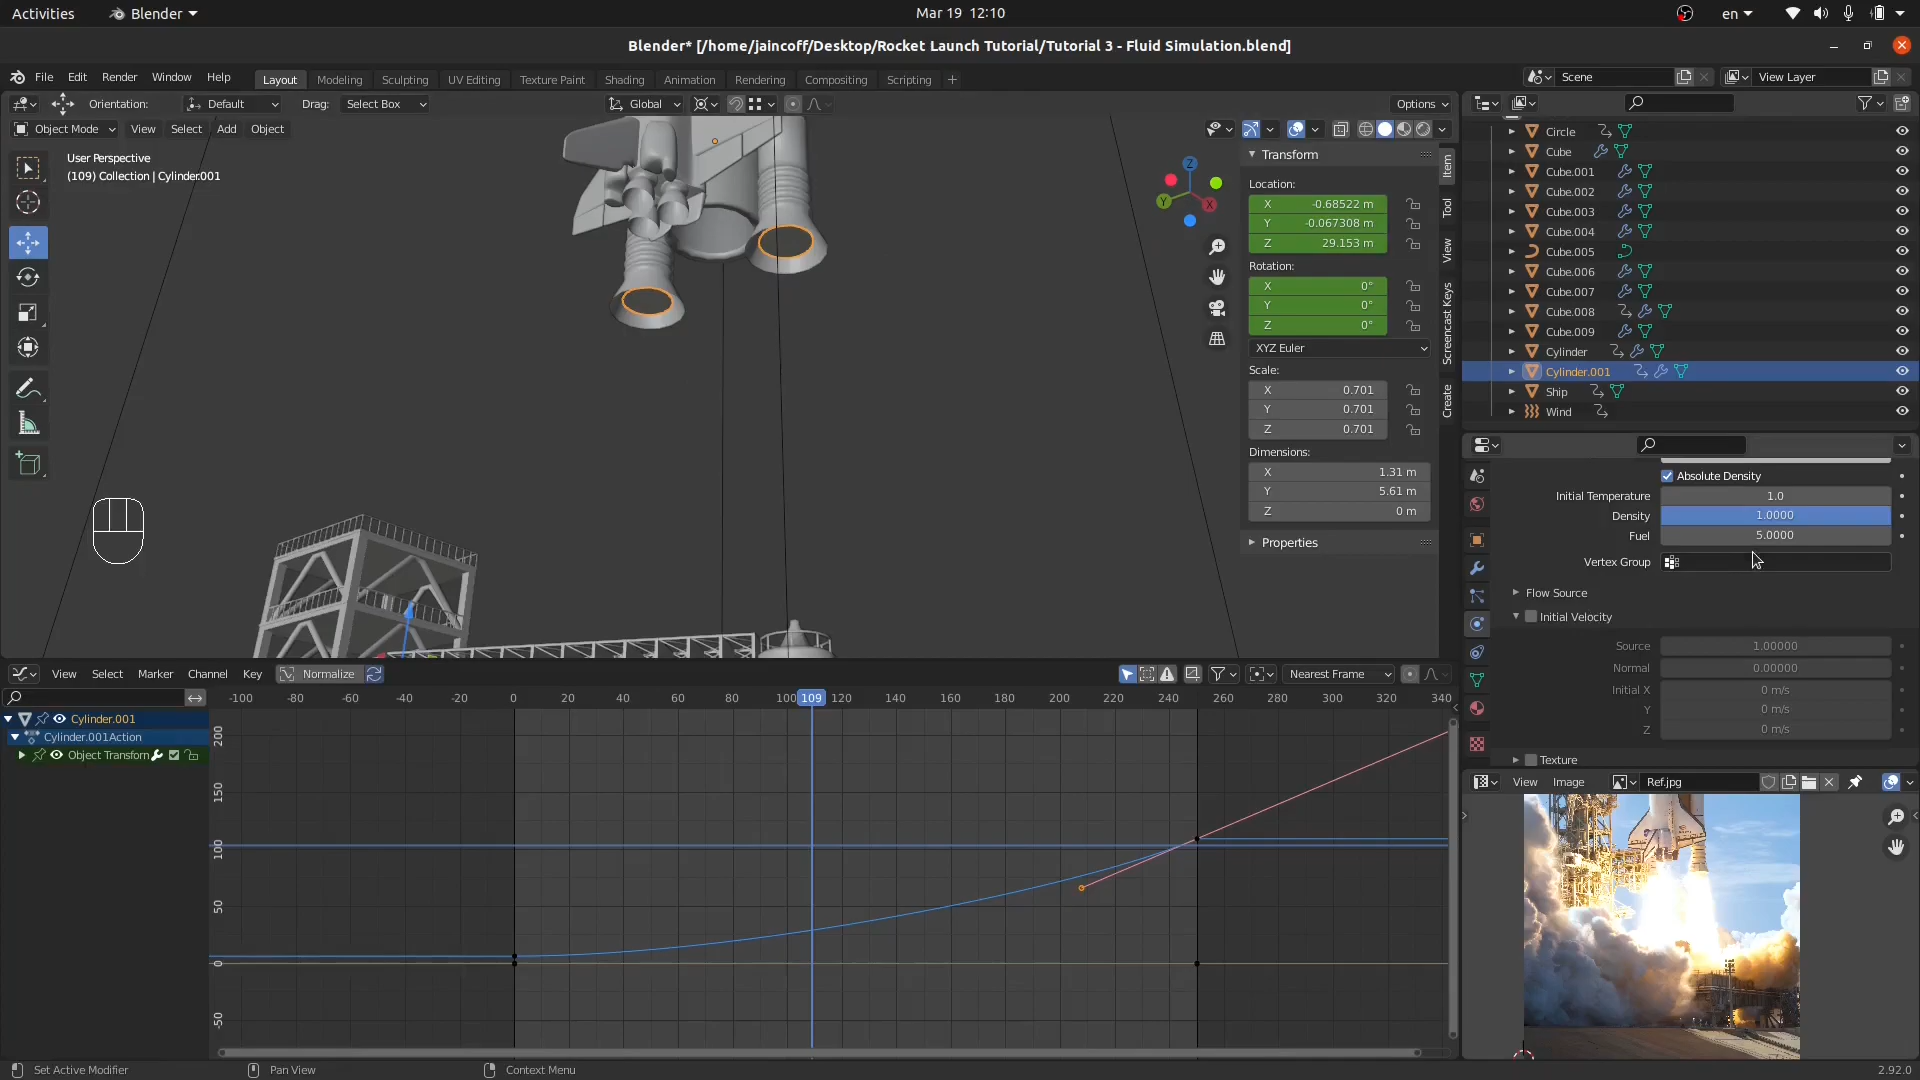 Activities Blender Mar 19 12:10 en
Blender* [/home/jaincoff/Desktop/Rocket Launch Tutorial/Tutorial 3 - Fluid Simulation.blend]
File Edit Render Window Help Layout Modeling Sculpting UV Editing Texture Paint Shading Animation Rendering Compositing Scripting + Scene View Layer
Orientation: Default Drag: Select Box Global Options
Object Mode View Select Add Object
User Perspective
(109) Collection | Cylinder.001
Z
Y
X
Transform
Location:
X -0.68522 m
Y -0.067308 m
Z 29.153 m
Rotation:
X 0°
Y 0°
Z 0°
XYZ Euler
Scale:
X 0.701
Y 0.701
Z 0.701
Dimensions:
X 1.31 m
Y 5.61 m
Z 0 m
Properties
Item
Tool
View
Screencast Keys
Create
Circle
Cube
Cube.001
Cube.002
Cube.003
Cube.004
Cube.005
Cube.006
Cube.007
Cube.008
Cube.009
Cylinder
Cylinder.001
Ship
Wind
Absolute Density
Initial Temperature 1.0
Density 1.0000
Fuel 5.0000
Vertex Group
Flow Source
Initial Velocity
Source 1.00000
Normal 0.00000
Initial X 0 m/s
Y 0 m/s
Z 0 m/s
Texture
View Image Ref.jpg
View Select Marker Channel Key Normalize Nearest Frame
-100 -80 -60 -40 -20 0 20 40 60 80 100 109 120 140 160 180 200 220 240 260 280 300 320 340
Cylinder.001
Cylinder.001Action
Object Transform
200
150
100
50
0
-50
Set Active Modifier Pan View Context Menu 2.92.0